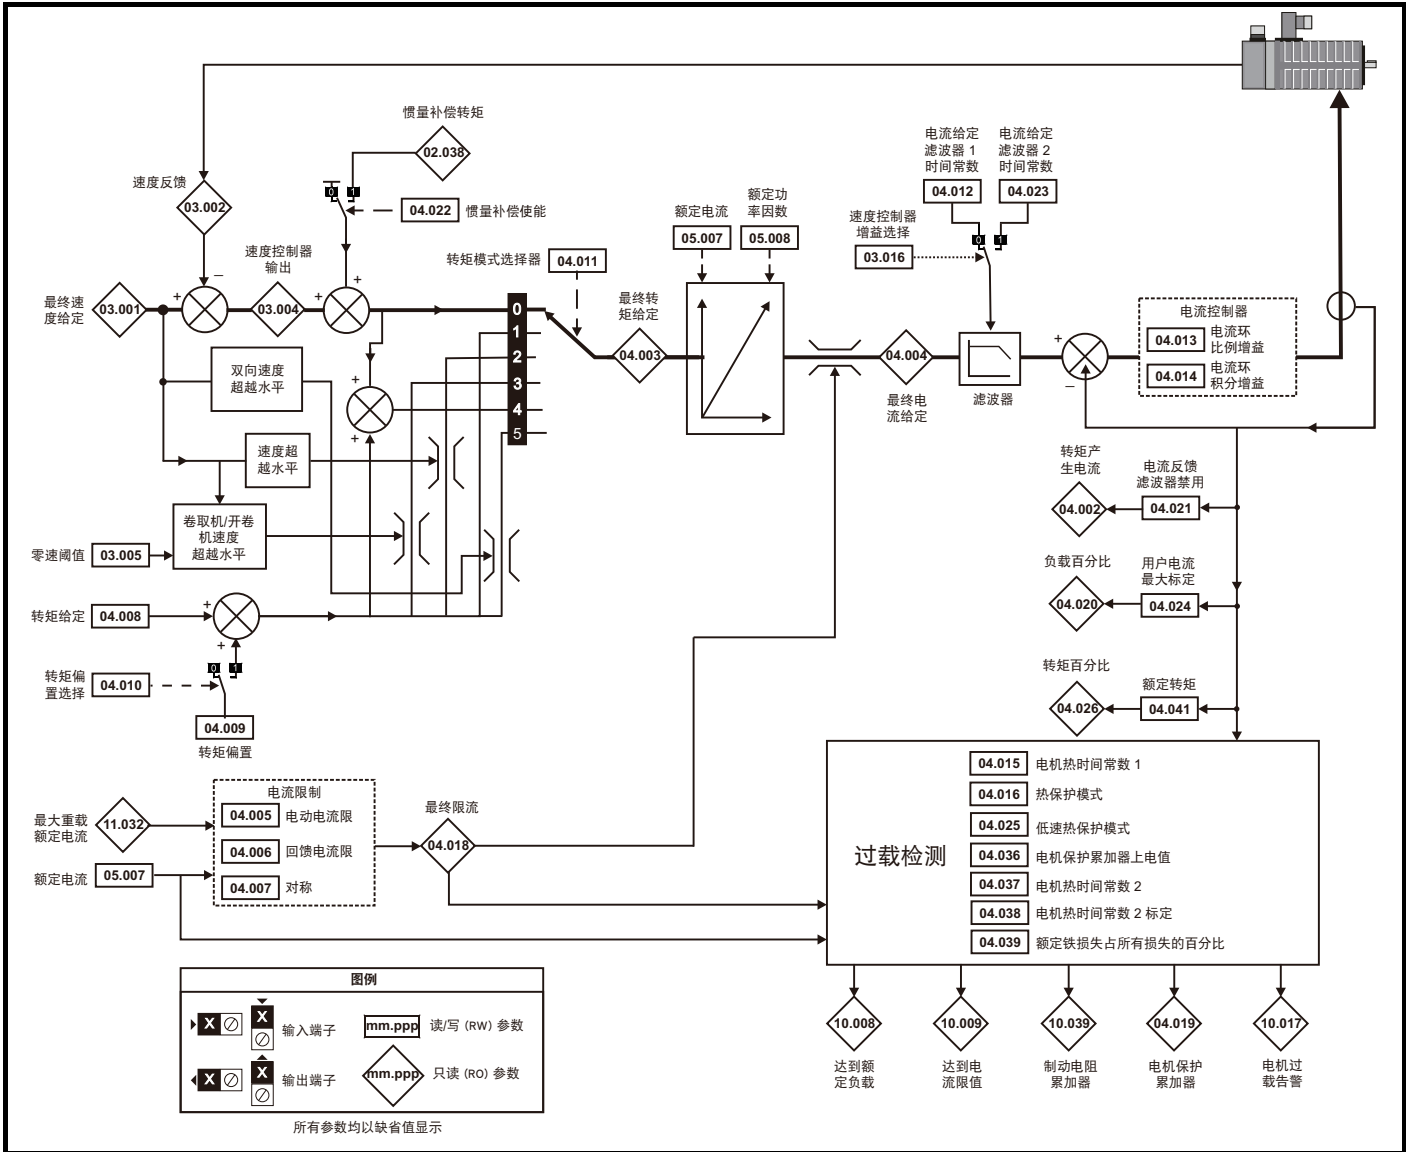 惯量补偿转矩
02.038
0 1
04.022 惯量补偿使能
速度反馈
03.002
速度控制器
输出
最终速
度给定
03.001
03.004
转矩模式选择器
04.011
0
1
2
3
4
5
最终转
矩给定
04.003
额定电流
05.007
额定功
率因数
05.008
电流给定
滤波器 1
时间常数
04.012
电流给定
滤波器 2
时间常数
04.023
速度控制器
增益选择
03.016
0 1
04.004
最终电
流给定
滤波器
电流控制器
04.013 电流环
比例增益
04.014 电流环
积分增益
双向速度
超越水平
速度超
越水平
卷取机/开卷
机速度
超越水平
零速阈值 03.005
转矩给定 04.008
0 1
转矩偏
置选择
04.010
04.009
转矩偏置
转矩产
生电流
04.002
电流反馈
滤波器禁用
04.021
负载百分比
04.020
用户电流
最大标定
04.024
转矩百分比
04.026
额定转矩
04.041
最大重载
额定电流
11.032
额定电流 05.007
电流限制
04.005 电动电流限
04.006 回馈电流限
04.007 对称
最终限流
04.018
过载检测
04.015 电机热时间常数 1
04.016 热保护模式
04.025 低速热保护模式
04.036 电机保护累加器上电值
04.037 电机热时间常数 2
04.038 电机热时间常数 2 标定
04.039 额定铁损失占所有损失的百分比
10.008
达到额
定负载
10.009
达到电
流限值
10.039
制动电阻
累加器
04.019
电机保护
累加器
10.017
电机过
载告警
图例
X X 输入端子
mm.ppp 读/写 (RW) 参数
X X 输出端子
mm.ppp 只读 (RO) 参数
所有参数均以缺省值显示